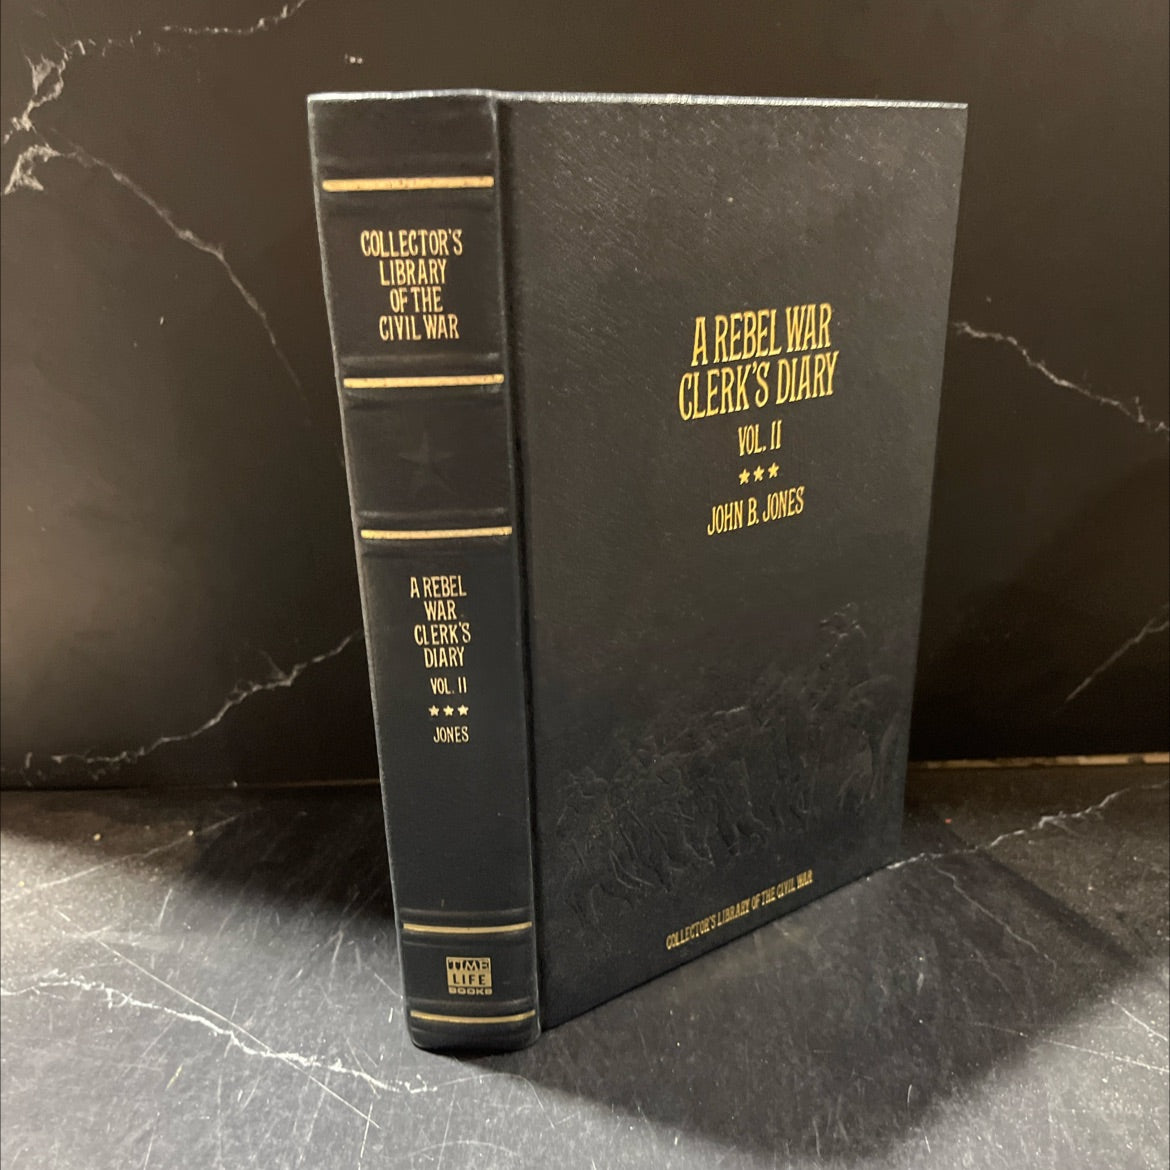 COLLECTOR'S
LIBRARY
OF THE
CIVIL WAR
A REBEL
WAR
CLERK'S
DIARY
VOL. II
★★★
JONES
TIME
LIFE
BOOKS
A REBEL WAR
CLERK'S DIARY
VOL. II
★★★
JOHN B. JONES
COLLECTOR'S LIBRARY OF THE CIVIL WAR